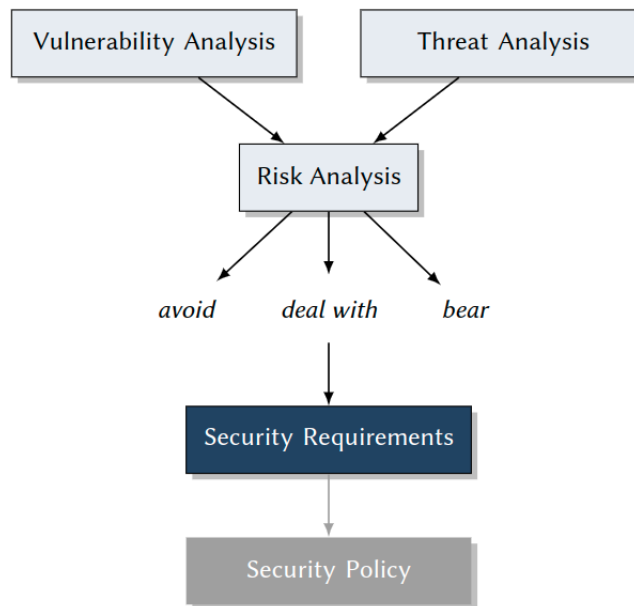 Vulnerability Analysis
Threat Analysis
Risk Analysis
avoid
deal with
bear
Security Requirements
Security Policy